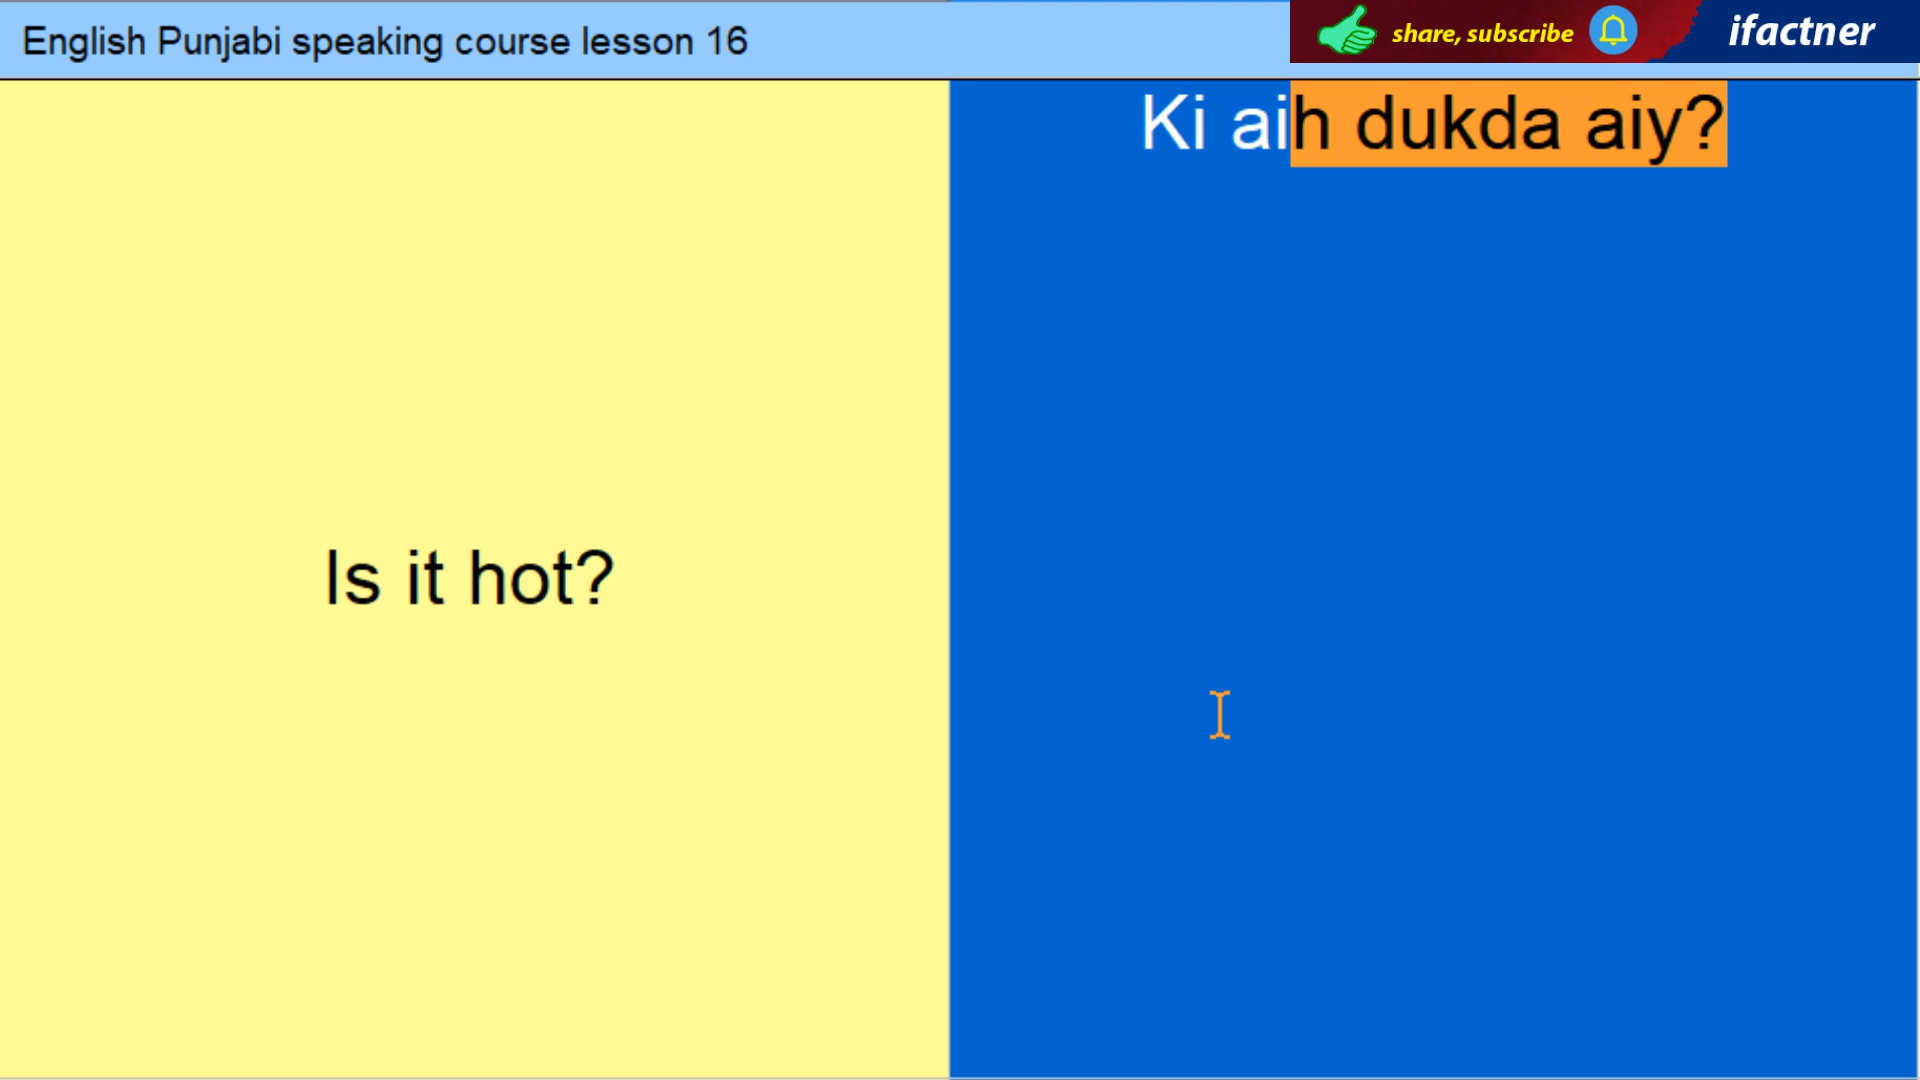 English Punjabi speaking course lesson 16
share, subscribe
ifactner
Ki aih dukda aiy?
Is it hot?